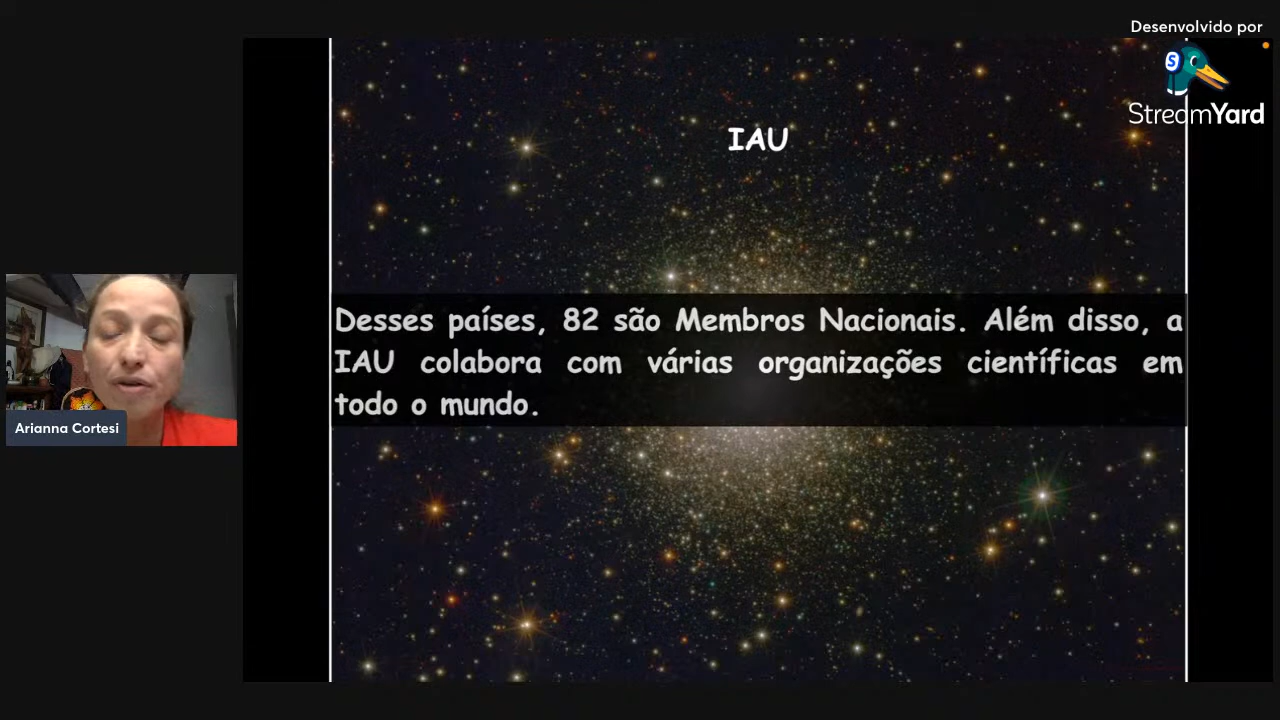 Desenvolvido por
S
StreamYard
IAU
Desses países, 82 são Membros Nacionais. Além disso, a
IAU colabora com várias organizações científicas em
todo o mundo.
Arianna Cortesi